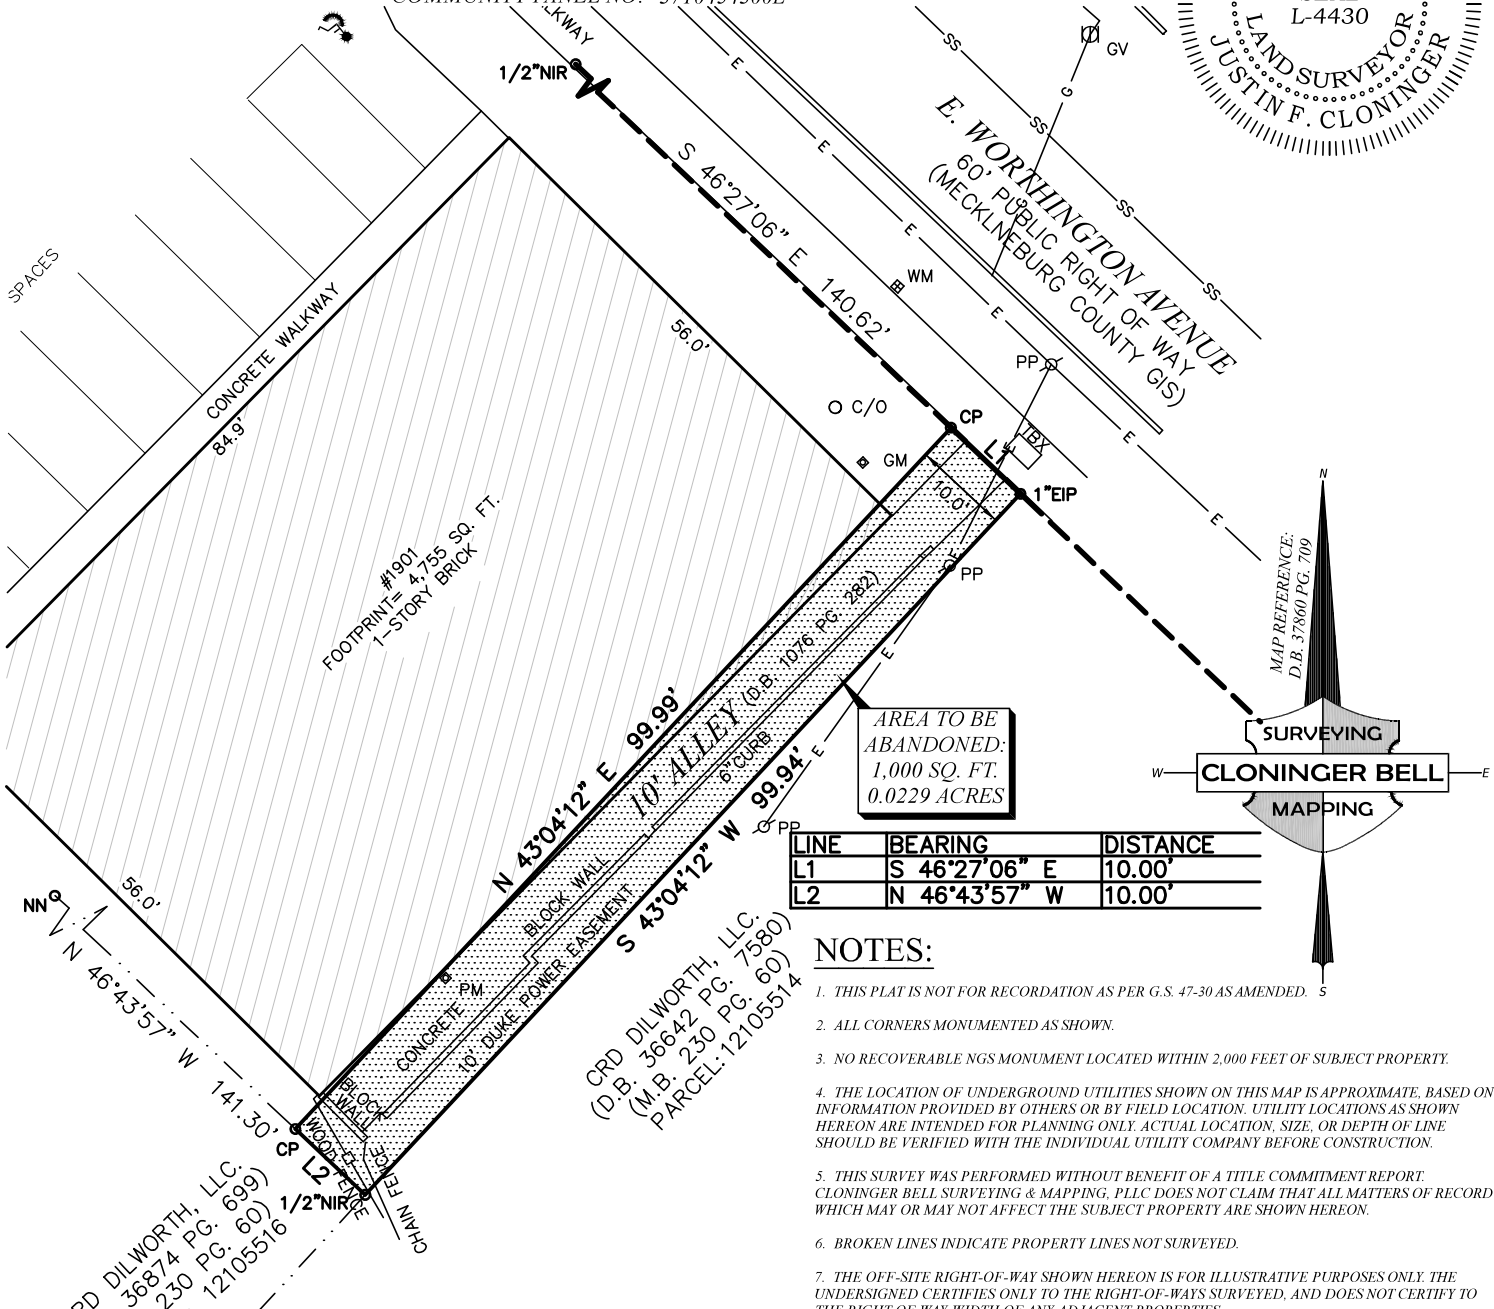 COMMUNITY PANEL NO: 3710454300L
L-4430
LAND SURVEYOR
JUSTIN F. CLONINGER
LKWAY
1/2"NIR
GV
G
SS
E
S 46°27'06" E 140.62'
E. WORTHINGTON AVENUE
60' PUBLIC RIGHT OF WAY
(MECKLNEBURG COUNTY GIS)
SS
SS
SS
E
E
E
E
E
G
G
WM
PP
SPACES
CONCRETE WALKWAY
84.9'
56.0'
C/O
GM
CP
L1
TBX
1"EIP
10.0'
PP
#1901
FOOTPRINT= 4,755 SQ. FT.
1-STORY BRICK
N 43°04'12" E 99.99'
10' ALLEY (D.B. 1076 PG. 282)
6" CURB
S 43°04'12" W 99.94'
E
E
PP
AREA TO BE
ABANDONED:
1,000 SQ. FT.
0.0229 ACRES
N
MAP REFERENCE:
D.B. 37860 PG. 709
SURVEYING
W CLONINGER BELL E
MAPPING
S
LINE BEARING DISTANCE
L1 S 46°27'06" E 10.00'
L2 N 46°43'57" W 10.00'
56.0'
NN
N 46°43'57" W 141.30'
BLOCK WALL
CONCRETE
PM
10' DUKE POWER EASEMENT
BLOCK
WALL
WOOD FENCE
CHAIN FENCE
CP
L2
1/2"NIR
CRD DILWORTH, LLC.
(D.B. 36642 PG. 7580)
(M.B. 230 PG. 60)
PARCEL:12105514
RD DILWORTH, LLC.
36874 PG. 699)
230 PG. 60)
12105516
NOTES:
1. THIS PLAT IS NOT FOR RECORDATION AS PER G.S. 47-30 AS AMENDED.
2. ALL CORNERS MONUMENTED AS SHOWN.
3. NO RECOVERABLE NGS MONUMENT LOCATED WITHIN 2,000 FEET OF SUBJECT PROPERTY.
4. THE LOCATION OF UNDERGROUND UTILITIES SHOWN ON THIS MAP IS APPROXIMATE, BASED ON
INFORMATION PROVIDED BY OTHERS OR BY FIELD LOCATION. UTILITY LOCATIONS AS SHOWN
HEREON ARE INTENDED FOR PLANNING ONLY. ACTUAL LOCATION, SIZE, OR DEPTH OF LINE
SHOULD BE VERIFIED WITH THE INDIVIDUAL UTILITY COMPANY BEFORE CONSTRUCTION.
5. THIS SURVEY WAS PERFORMED WITHOUT BENEFIT OF A TITLE COMMITMENT REPORT.
CLONINGER BELL SURVEYING & MAPPING, PLLC DOES NOT CLAIM THAT ALL MATTERS OF RECORD
WHICH MAY OR MAY NOT AFFECT THE SUBJECT PROPERTY ARE SHOWN HEREON.
6. BROKEN LINES INDICATE PROPERTY LINES NOT SURVEYED.
7. THE OFF-SITE RIGHT-OF-WAY SHOWN HEREON IS FOR ILLUSTRATIVE PURPOSES ONLY. THE
UNDERSIGNED CERTIFIES ONLY TO THE RIGHT-OF-WAYS SURVEYED, AND DOES NOT CERTIFY TO
THE RIGHT OF WAY WIDTH OF ANY ADJACENT PROPERTIES.